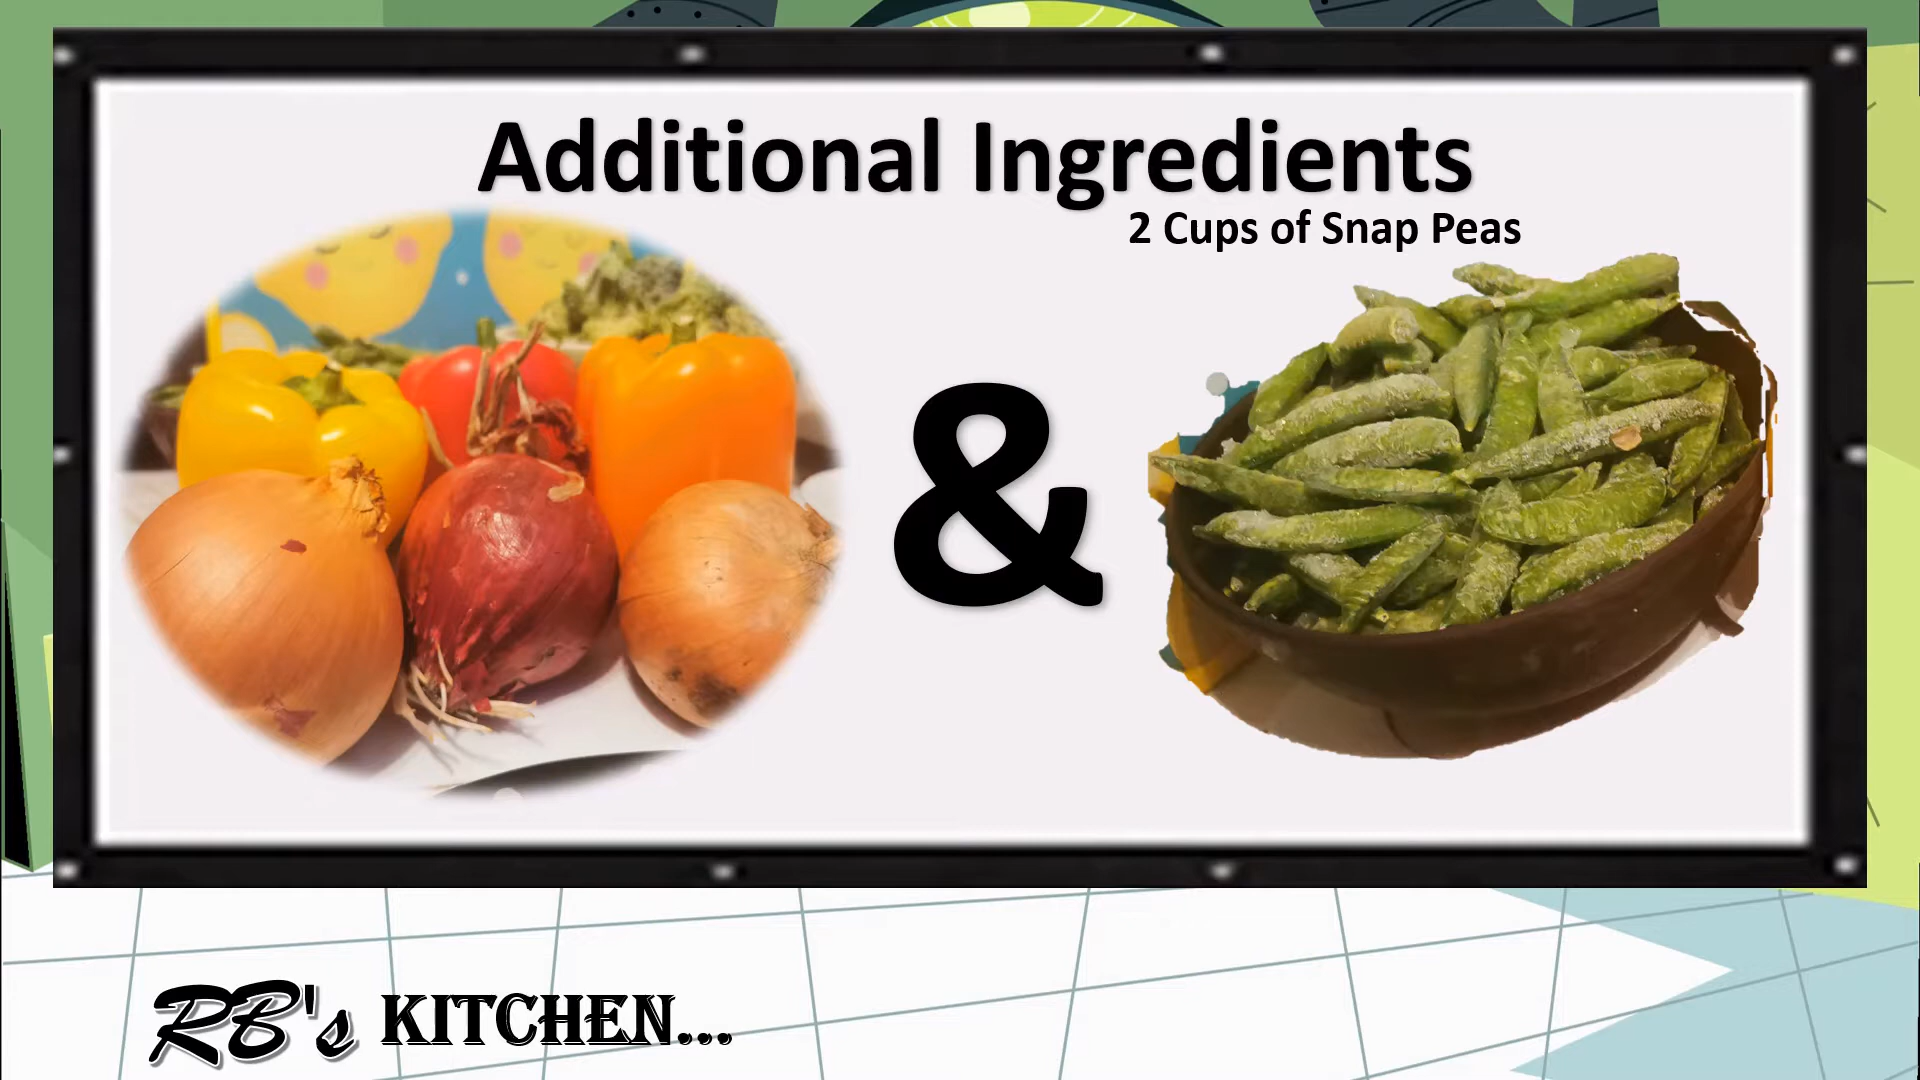 Additional Ingredients
2 Cups of Snap Peas
&
RB's KITCHEN...